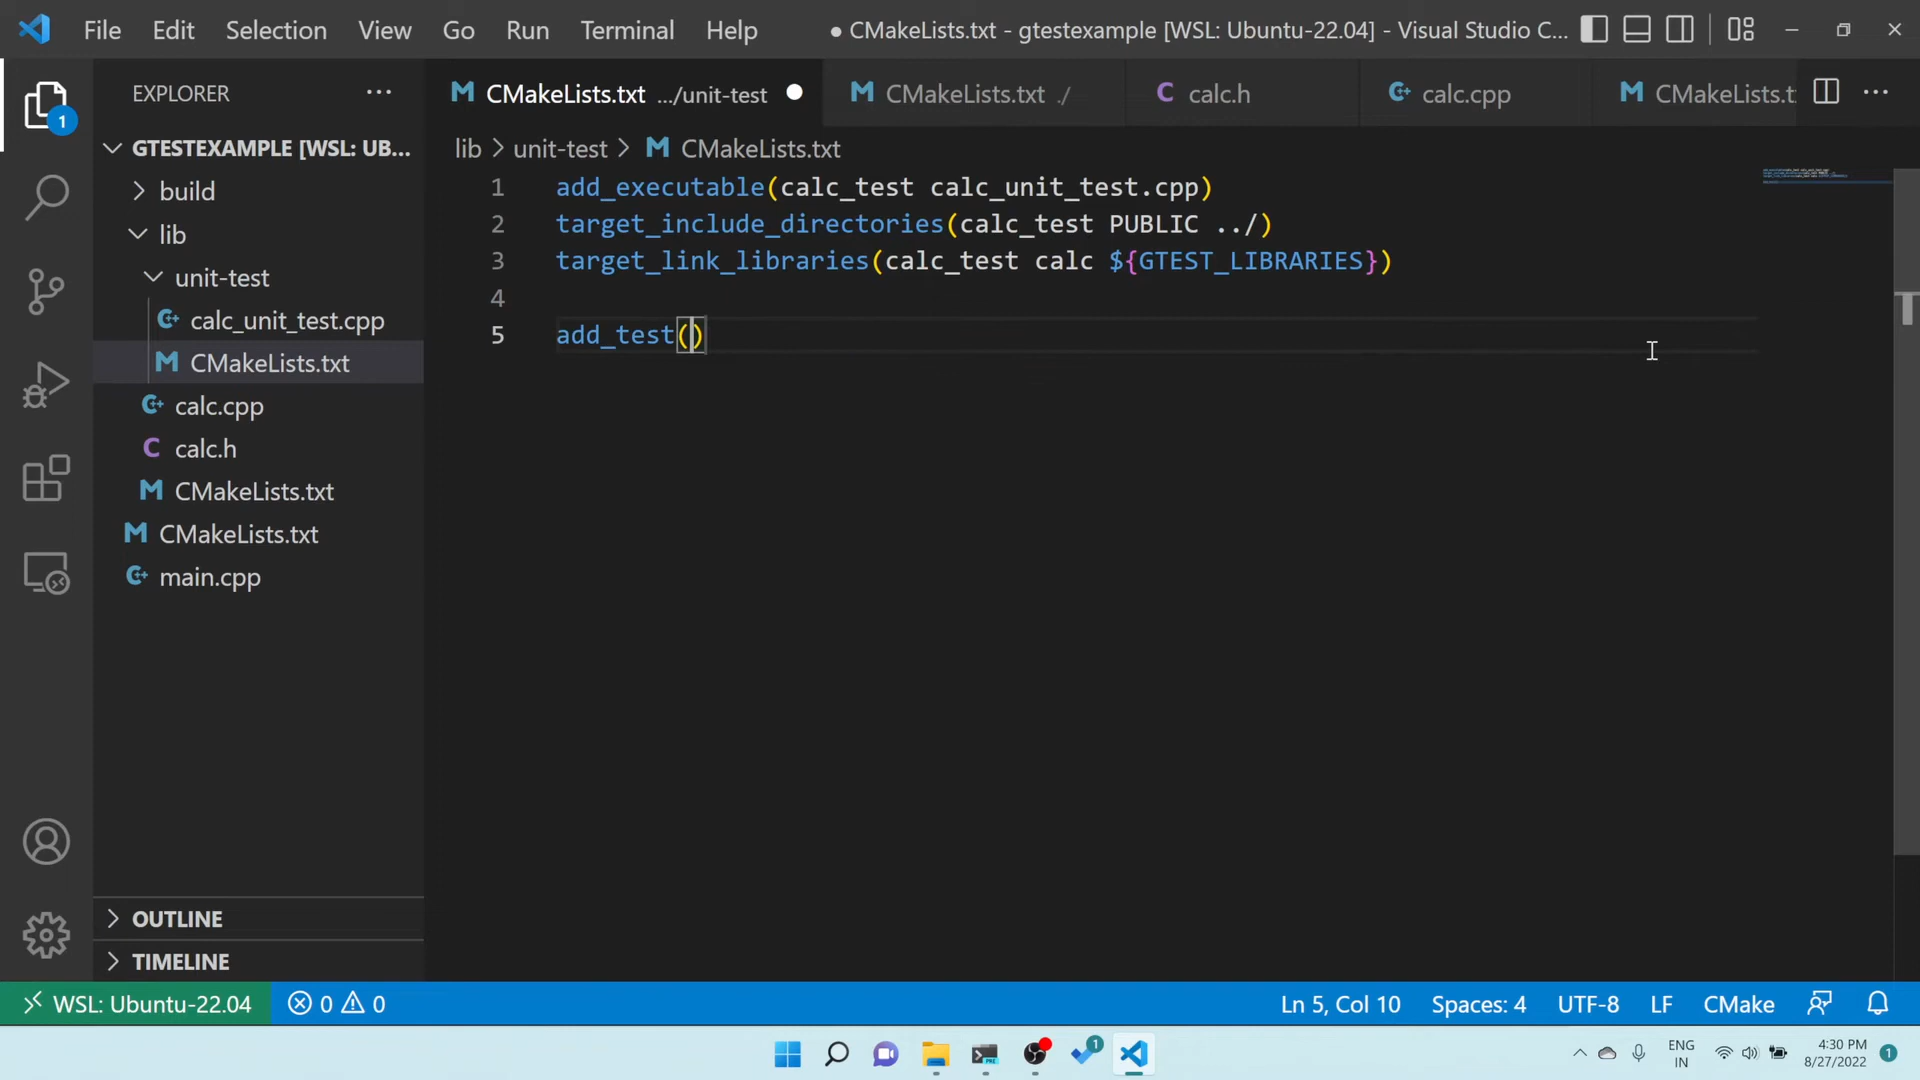 File Edit Selection View Go Run Terminal Help ● CMakeLists.txt - gtestexample [WSL: Ubuntu-22.04] - Visual Studio C...
EXPLORER
CMakeLists.txt .../unit-test
CMakeLists.txt ./
calc.h
calc.cpp
CMakeLists.t
1
GTESTEXAMPLE [WSL: UB...
build
lib
unit-test
calc_unit_test.cpp
CMakeLists.txt
calc.cpp
calc.h
CMakeLists.txt
CMakeLists.txt
main.cpp
OUTLINE
TIMELINE
lib > unit-test > CMakeLists.txt
1 add_executable(calc_test calc_unit_test.cpp)
2 target_include_directories(calc_test PUBLIC ../)
3 target_link_libraries(calc_test calc ${GTEST_LIBRARIES})
4
5 add_test()
WSL: Ubuntu-22.04 0 0 Ln 5, Col 10 Spaces: 4 UTF-8 LF CMake
1
PRE
ENG
IN
4:30 PM
8/27/2022
1